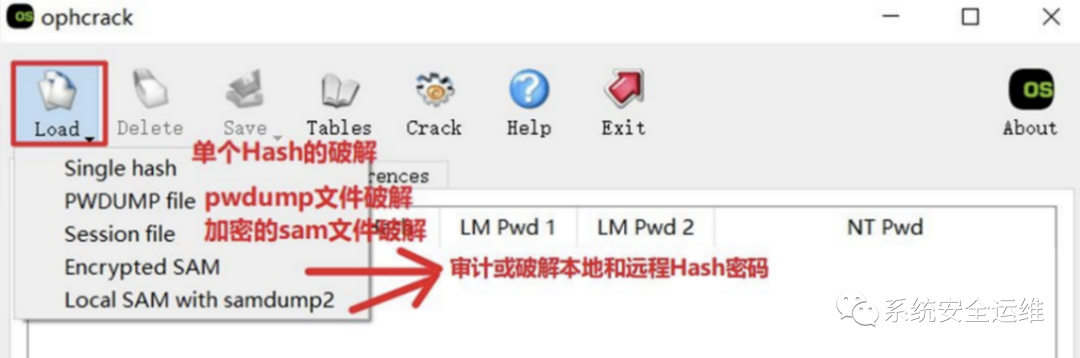 OS ophcrack
OS
Load Delete Save Tables Crack Help Exit About
单个Hash的破解
Single hash
PWDUMP file pwdump文件破解
Session file 加密的sam文件破解
LM Pwd 1 LM Pwd 2 NT Pwd
Encrypted SAM
审计或破解本地和远程Hash密码
Local SAM with samdump2
系统安全运维